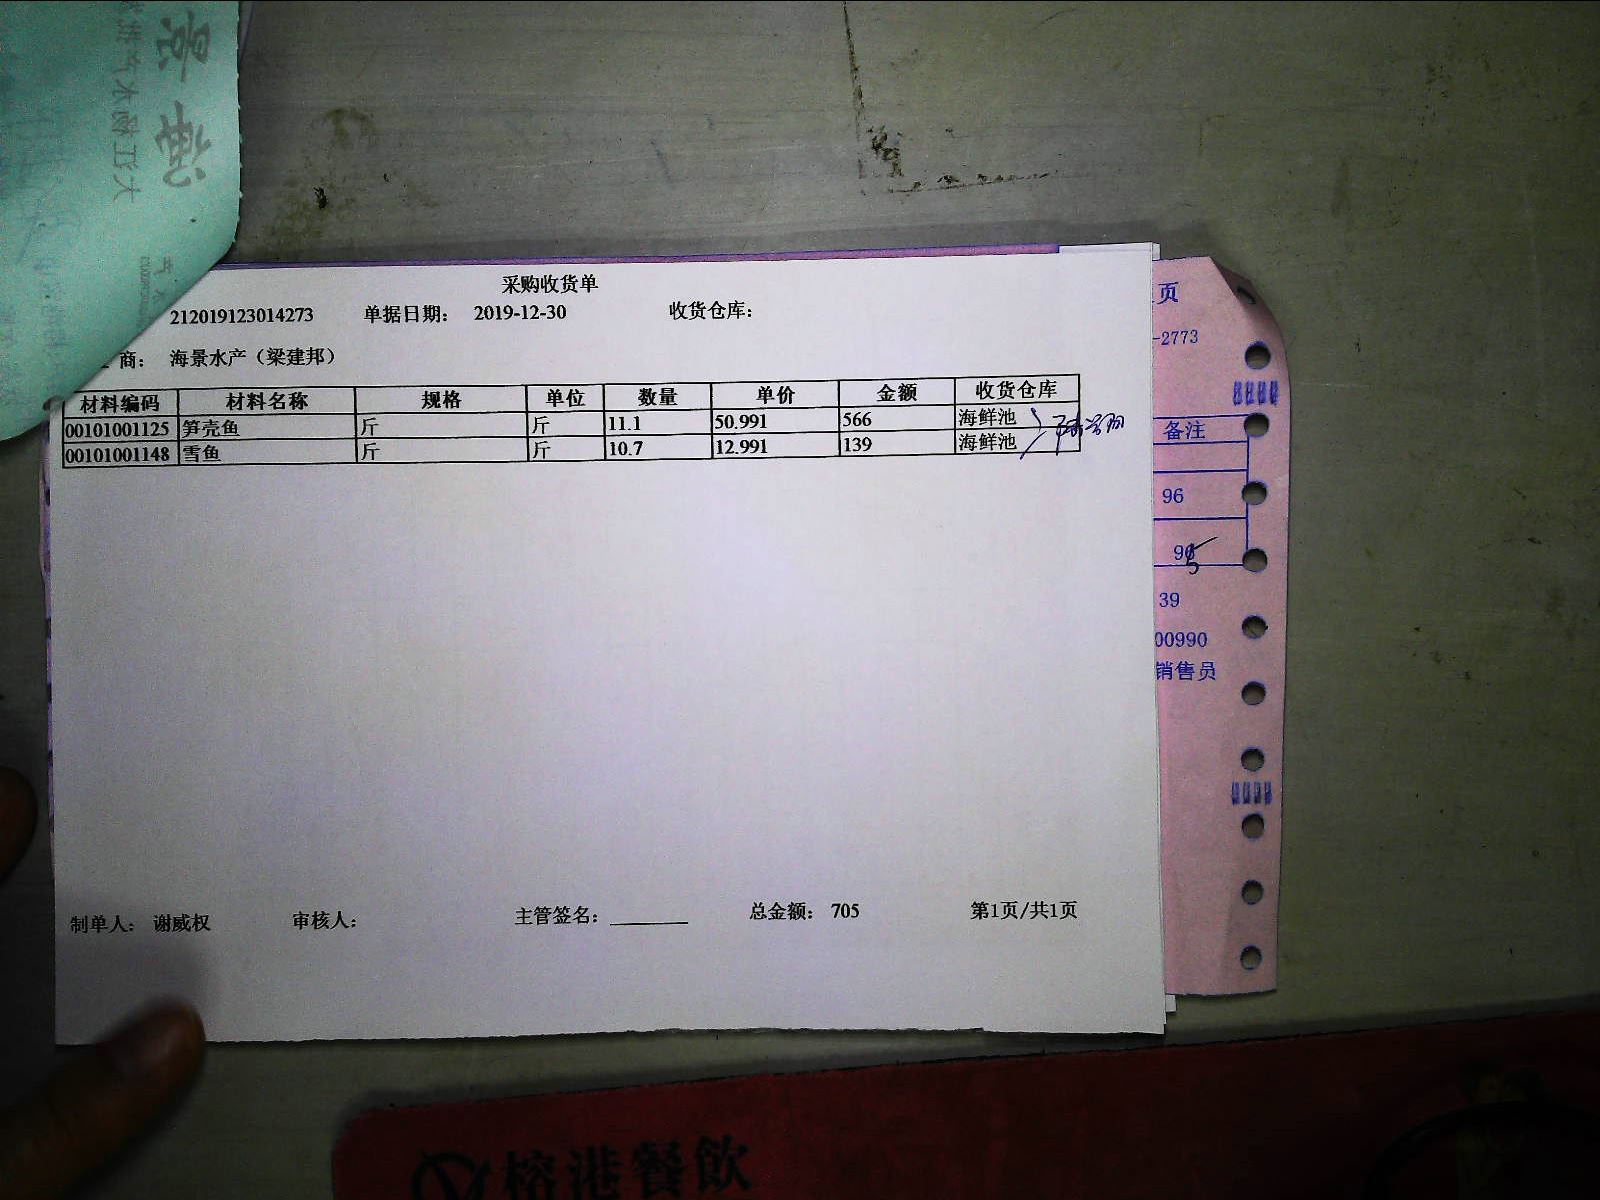 采购收货单
212019123014273 单据日期： 2019-12-30 收货仓库：
商： 海景水产（梁建邦）
材料编码 材料名称 规格 单位 数量 单价 金额 收货仓库
00101001125 笋壳鱼 斤 斤 11.1 50.991 566 海鲜池
00101001148 雪鱼 斤 斤 10.7 12.991 139 海鲜池
制单人： 谢威权 审核人： 主管签名： 总金额： 705 第1页/共1页
页
-2773
备注
96
39
00990
销售员
榕港餐飲